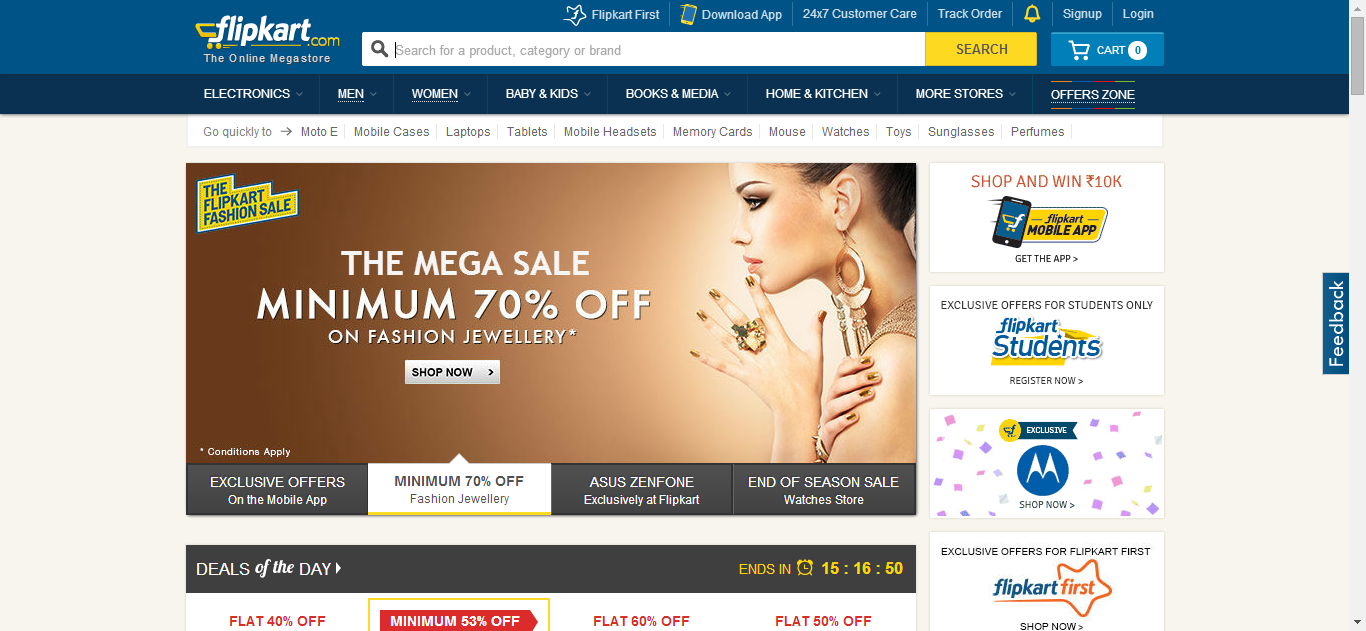 Flipkart First
Download App
24x7 Customer Care
Track Order
Signup
Login
flipkart.com
The Online Megastore
Search for a product, category or brand
SEARCH
CART 0
ELECTRONICS
MEN
WOMEN
BABY & KIDS
BOOKS & MEDIA
HOME & KITCHEN
MORE STORES
OFFERS ZONE
Go quickly to → Moto E Mobile Cases Laptops Tablets Mobile Headsets Memory Cards Mouse Watches Toys Sunglasses Perfumes
THE
FLIPKART
FASHION SALE
THE MEGA SALE
MINIMUM 70% OFF
ON FASHION JEWELLERY*
SHOP NOW >
* Conditions Apply
EXCLUSIVE OFFERS
On the Mobile App
MINIMUM 70% OFF
Fashion Jewellery
ASUS ZENFONE
Exclusively at Flipkart
END OF SEASON SALE
Watches Store
SHOP AND WIN ₹10K
flipkart
MOBILE APP
GET THE APP >
EXCLUSIVE OFFERS FOR STUDENTS ONLY
flipkart
Students
REGISTER NOW >
EXCLUSIVE
SHOP NOW >
EXCLUSIVE OFFERS FOR FLIPKART FIRST
flipkart first
SHOP NOW >
Feedback
DEALS of the DAY
ENDS IN 15 : 16 : 50
FLAT 40% OFF
MINIMUM 53% OFF
FLAT 60% OFF
FLAT 50% OFF